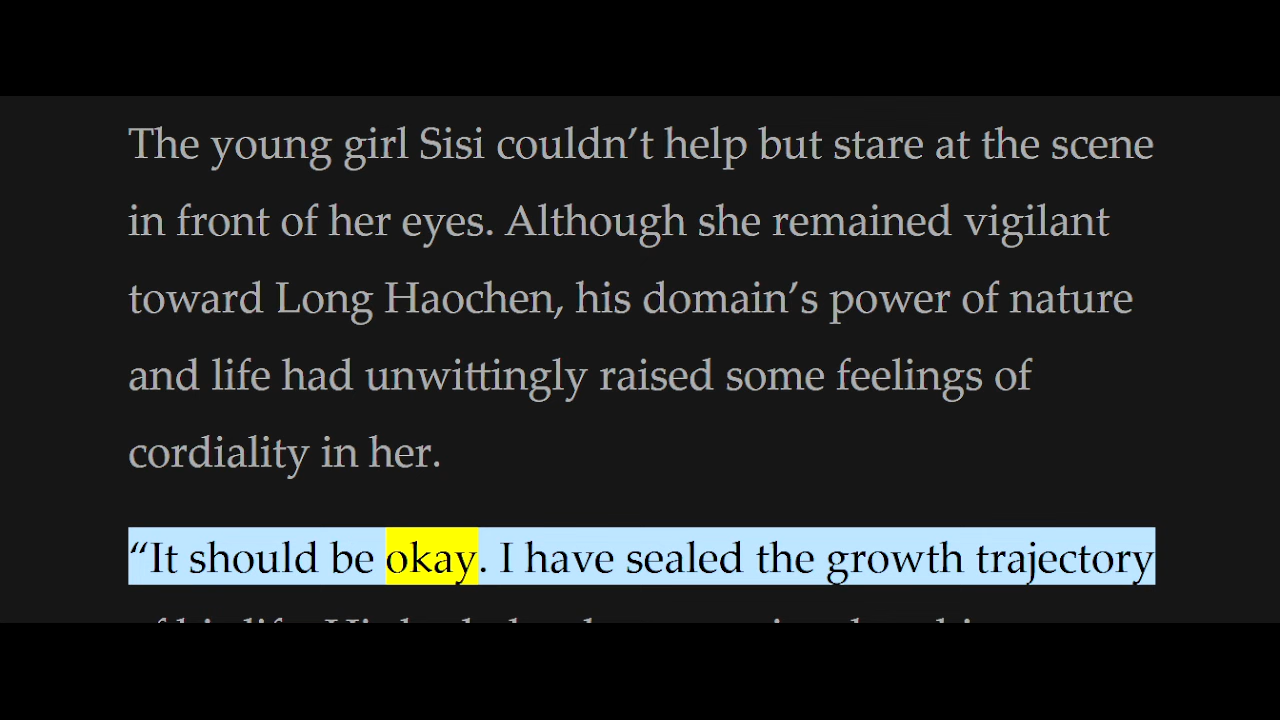 The young girl Sisi couldn’t help but stare at the scene
in front of her eyes. Although she remained vigilant
toward Long Haochen, his domain’s power of nature
and life had unwittingly raised some feelings of
cordiality in her.
“It should be okay. I have sealed the growth trajectory